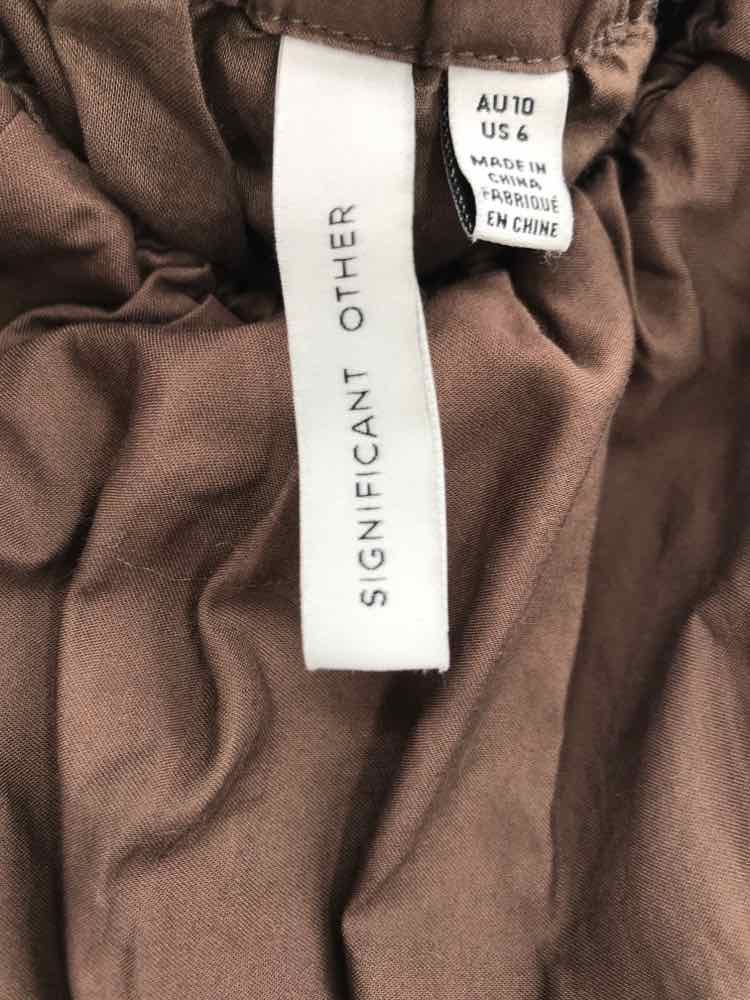 SIGNIFICANT OTHER
AU 10
US 6
MADE IN
CHINA
FABRIQUÉ
EN CHINE